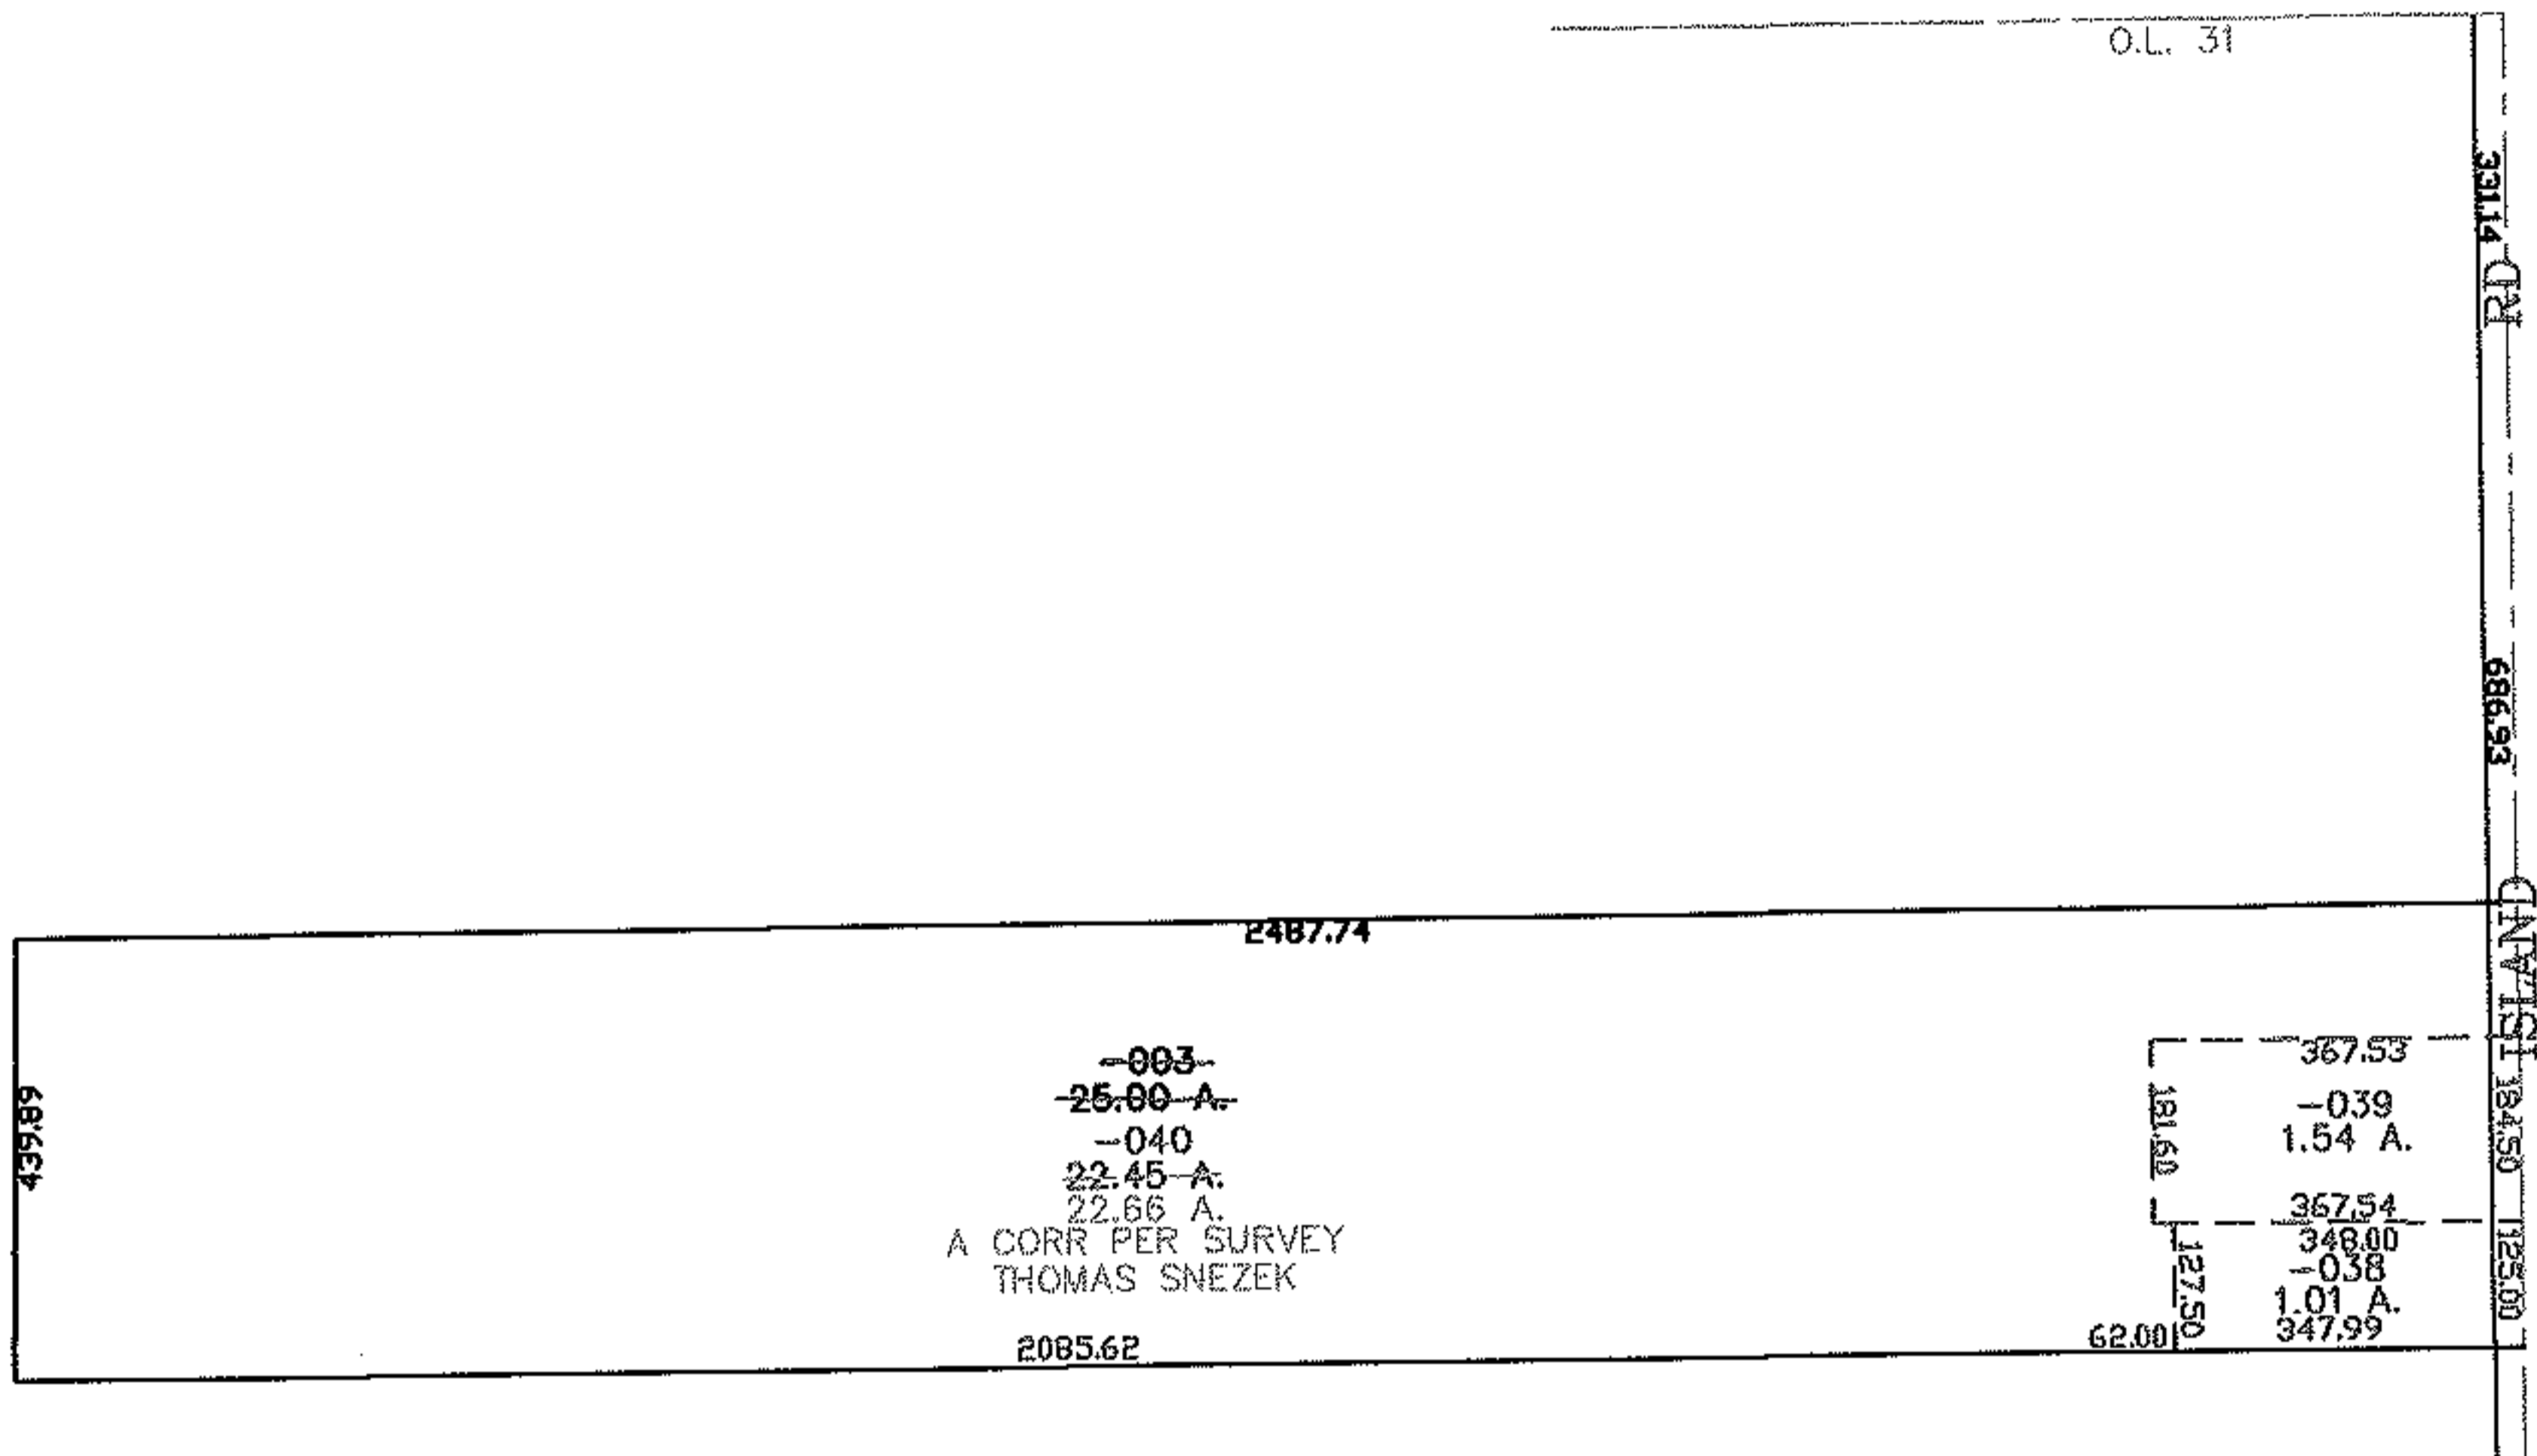 O.L. 31
331.14
RD
686.93
ISLAND
2487.74
-003-
25.00 A.
-040
22.45 A.
22.66 A.
A CORR PER SURVEY
THOMAS SNEZEK
439.89
367.53
181.60
-039
1.54 A.
184.50
367.54
348.00
-038
1.01 A.
347.99
127.50
125.00
62.00
2085.62